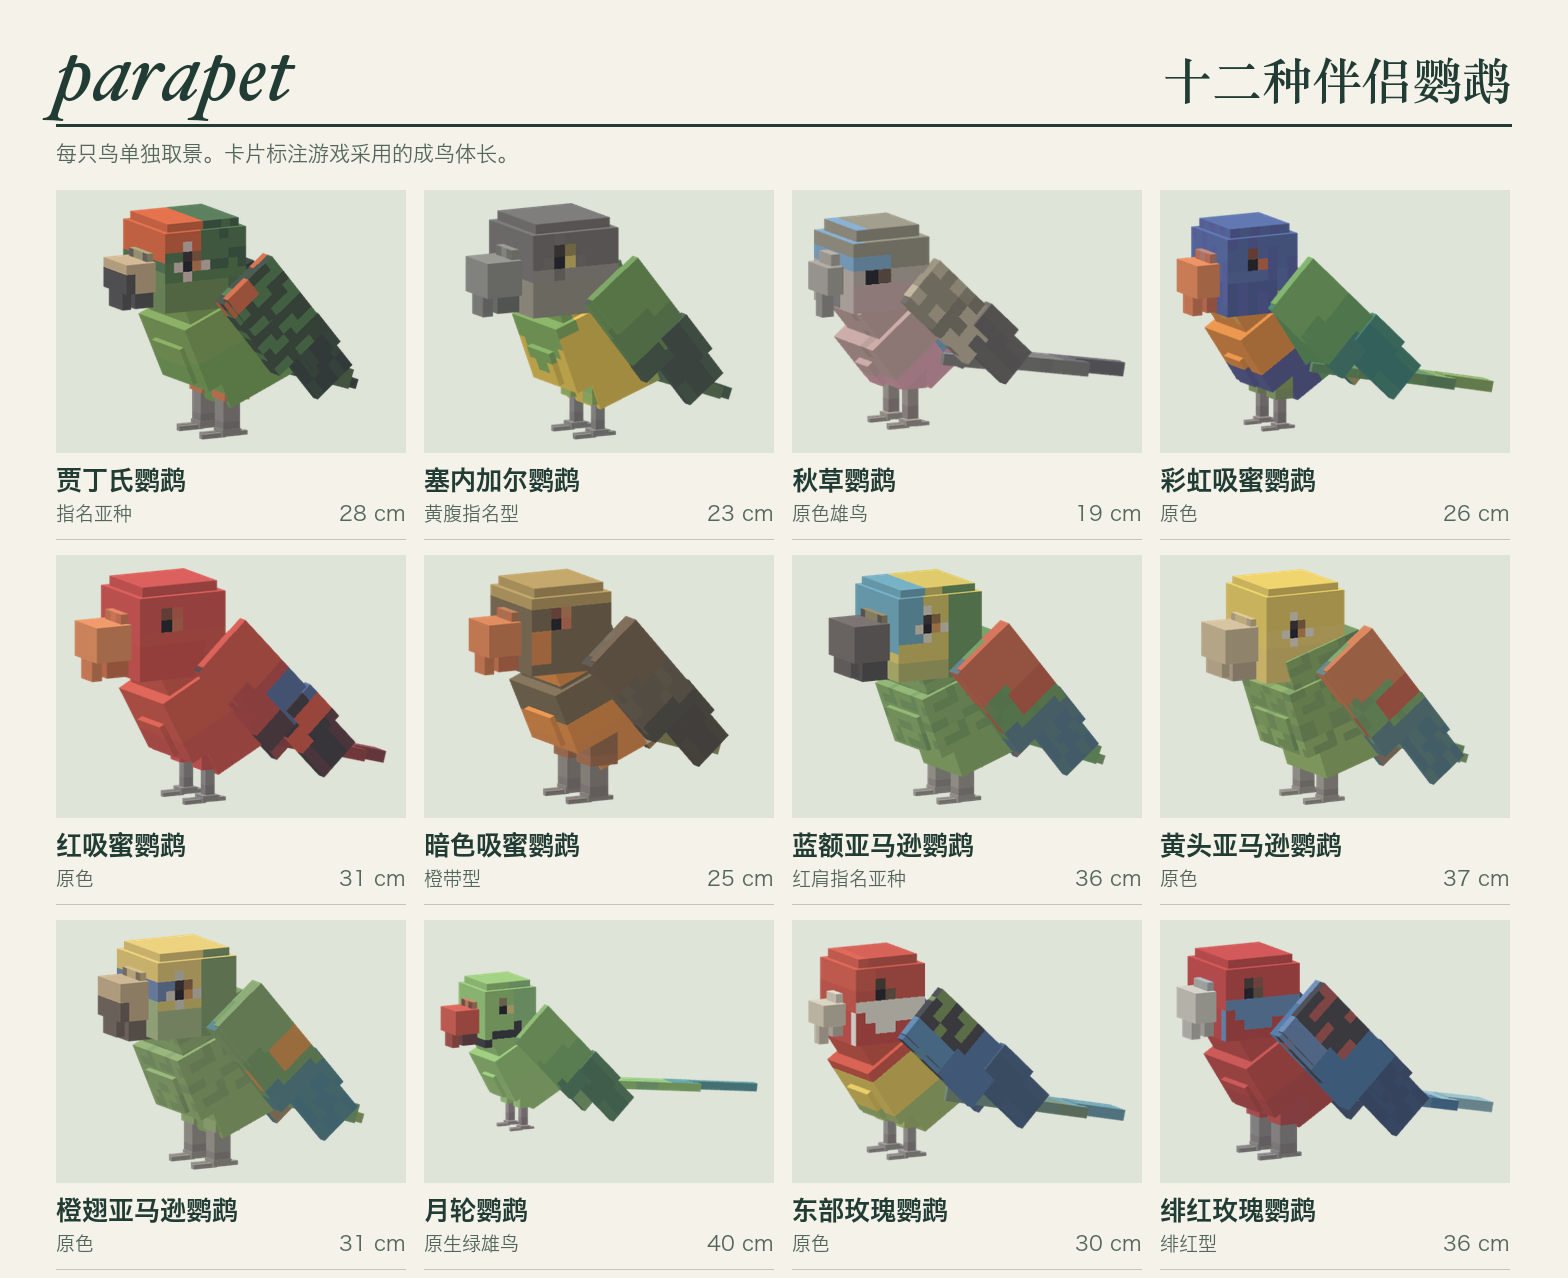 parapet
十二种伴侣鹦鹉
每只鸟单独取景。卡片标注游戏采用的成鸟体长。
贾丁氏鹦鹉
指名亚种 28 cm
塞内加尔鹦鹉
黄腹指名型 23 cm
秋草鹦鹉
原色雄鸟 19 cm
彩虹吸蜜鹦鹉
原色 26 cm
红吸蜜鹦鹉
原色 31 cm
暗色吸蜜鹦鹉
橙带型 25 cm
蓝额亚马逊鹦鹉
红肩指名亚种 36 cm
黄头亚马逊鹦鹉
原色 37 cm
橙翅亚马逊鹦鹉
原色 31 cm
月轮鹦鹉
原生绿雄鸟 40 cm
东部玫瑰鹦鹉
原色 30 cm
绯红玫瑰鹦鹉
绯红型 36 cm